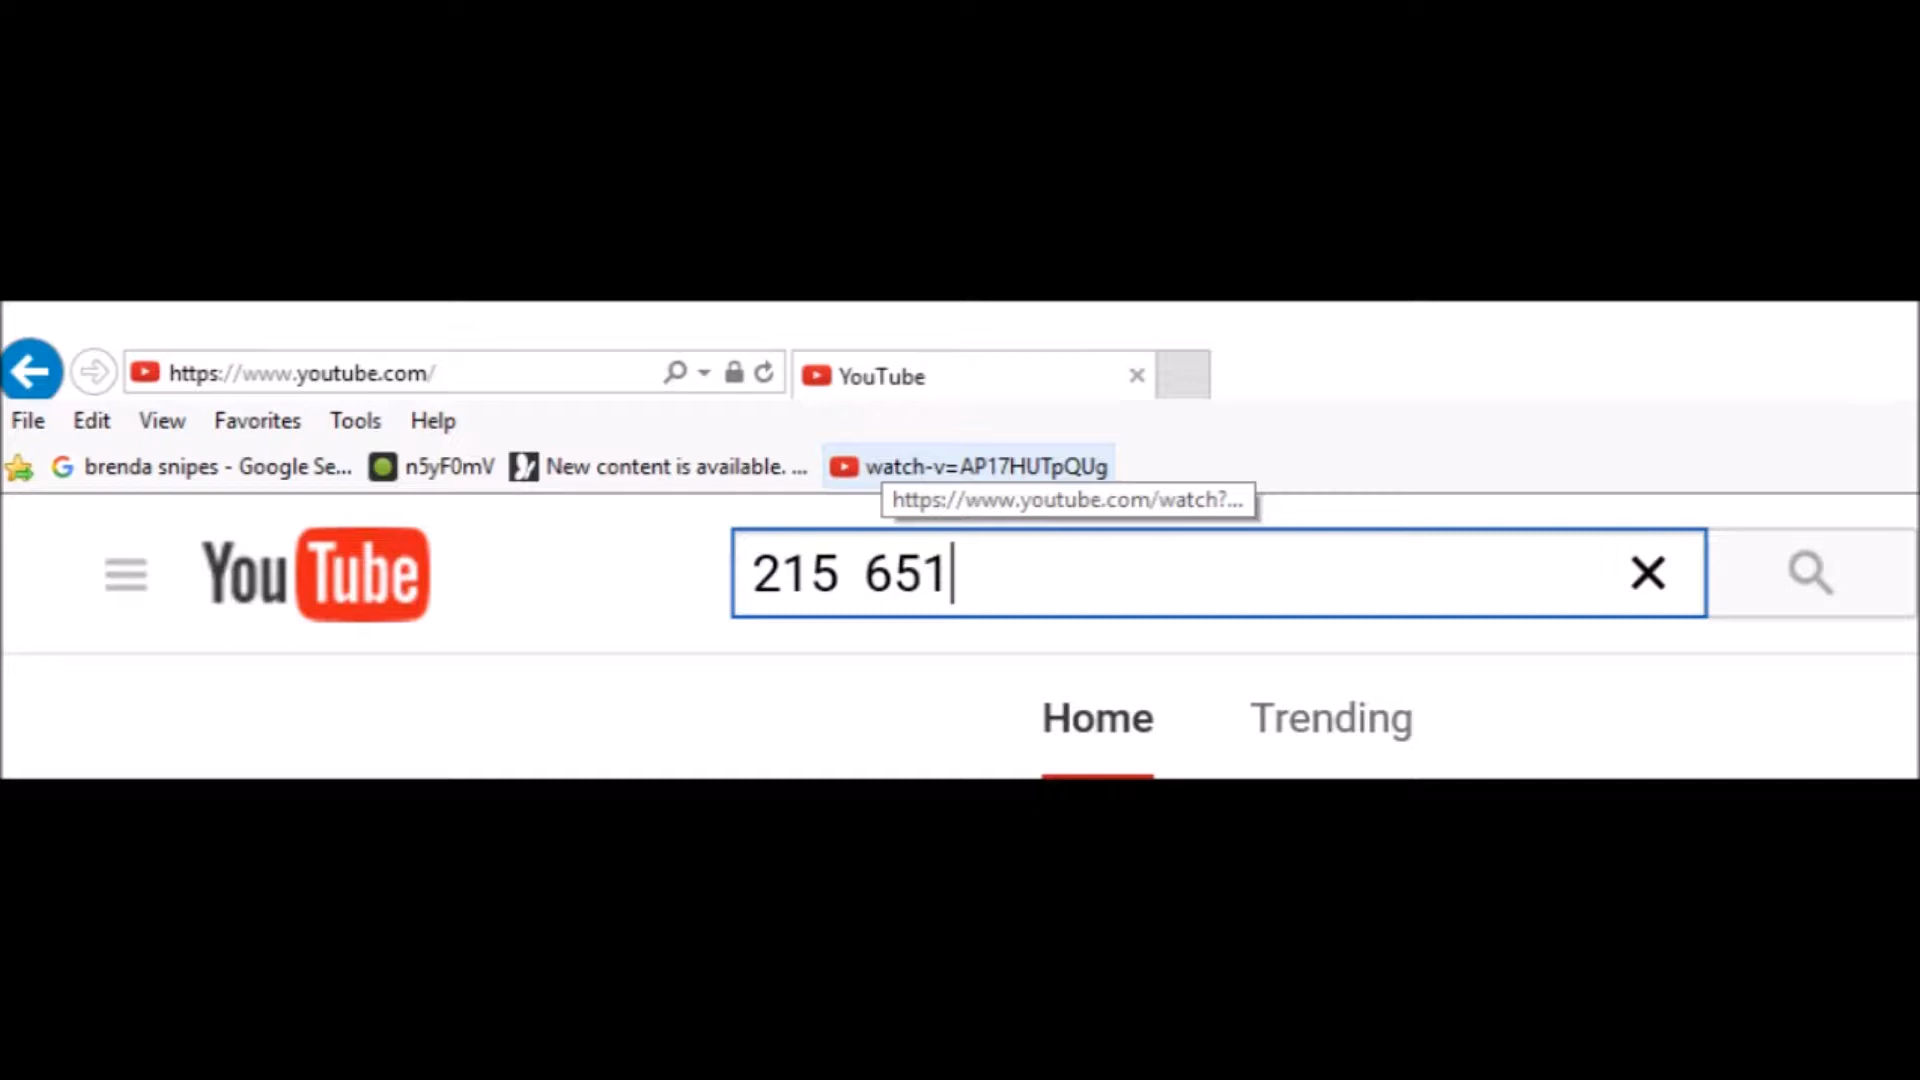 https://www.youtube.com/ YouTube
File Edit View Favorites Tools Help
brenda snipes - Google Se... n5yF0mV New content is available. ... watch-v=AP17HUTpQUg
https://www.youtube.com/watch?...
YouTube 215 651
Home Trending